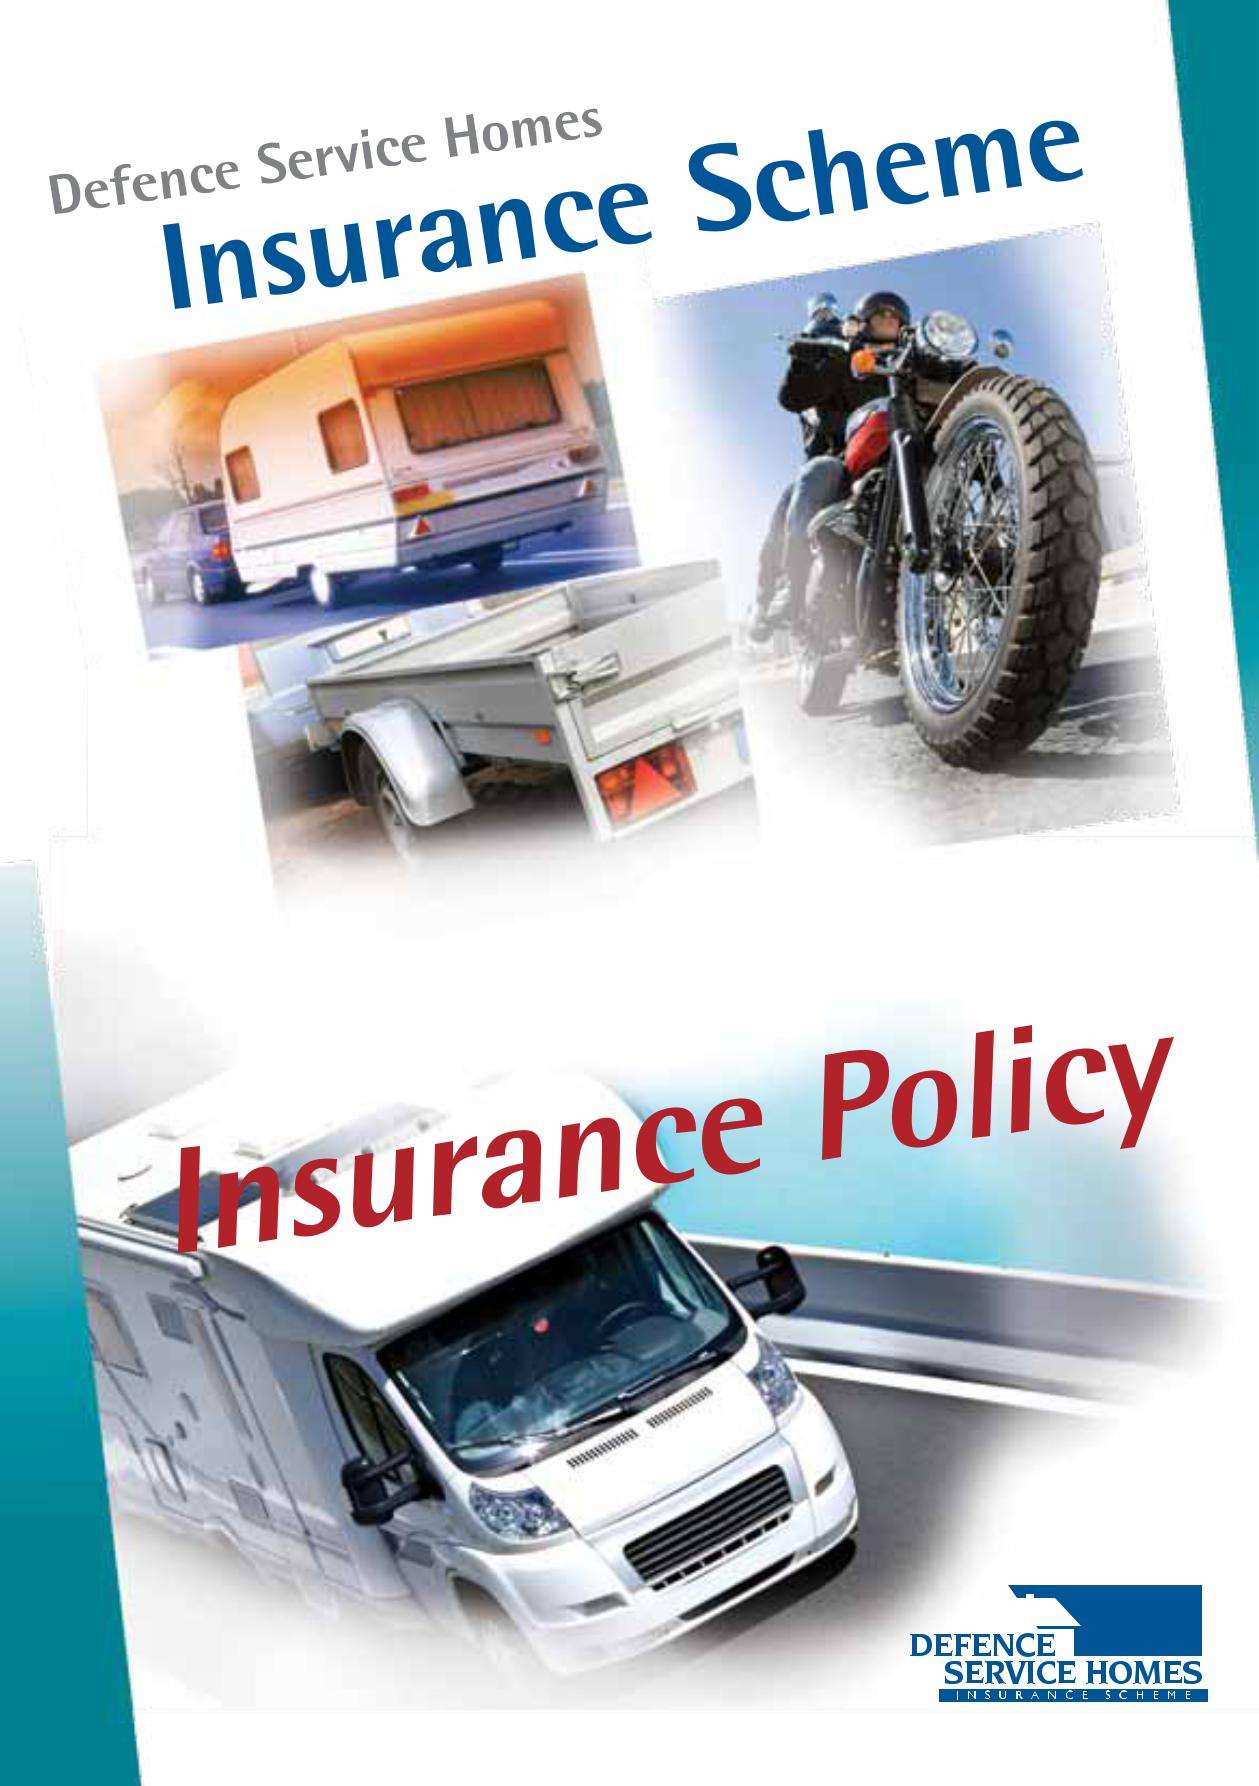 Defence Service Homes
Insurance Scheme
Insurance Policy
DEFENCE
SERVICE HOMES
INSURANCE SCHEME